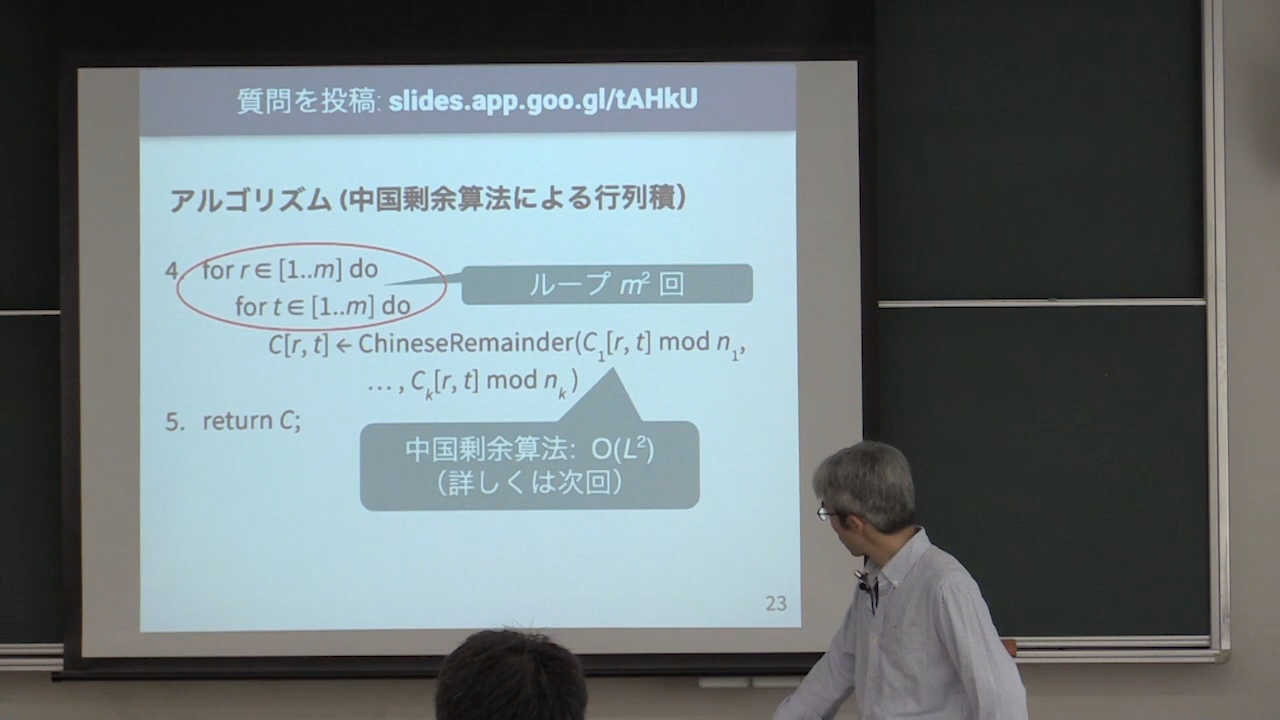 質問を投稿: slides.app.goo.gl/tAHkU
アルゴリズム (中国剰余算法による行列積)
4. for r ∈ [1..m] do
ループ m² 回
for t ∈ [1..m] do
C[r, t] ← ChineseRemainder(C₁[r, t] mod n₁,
… , Cₖ[r, t] mod nₖ)
5. return C;
中国剰余算法: O(L²)
（詳しくは次回）
23